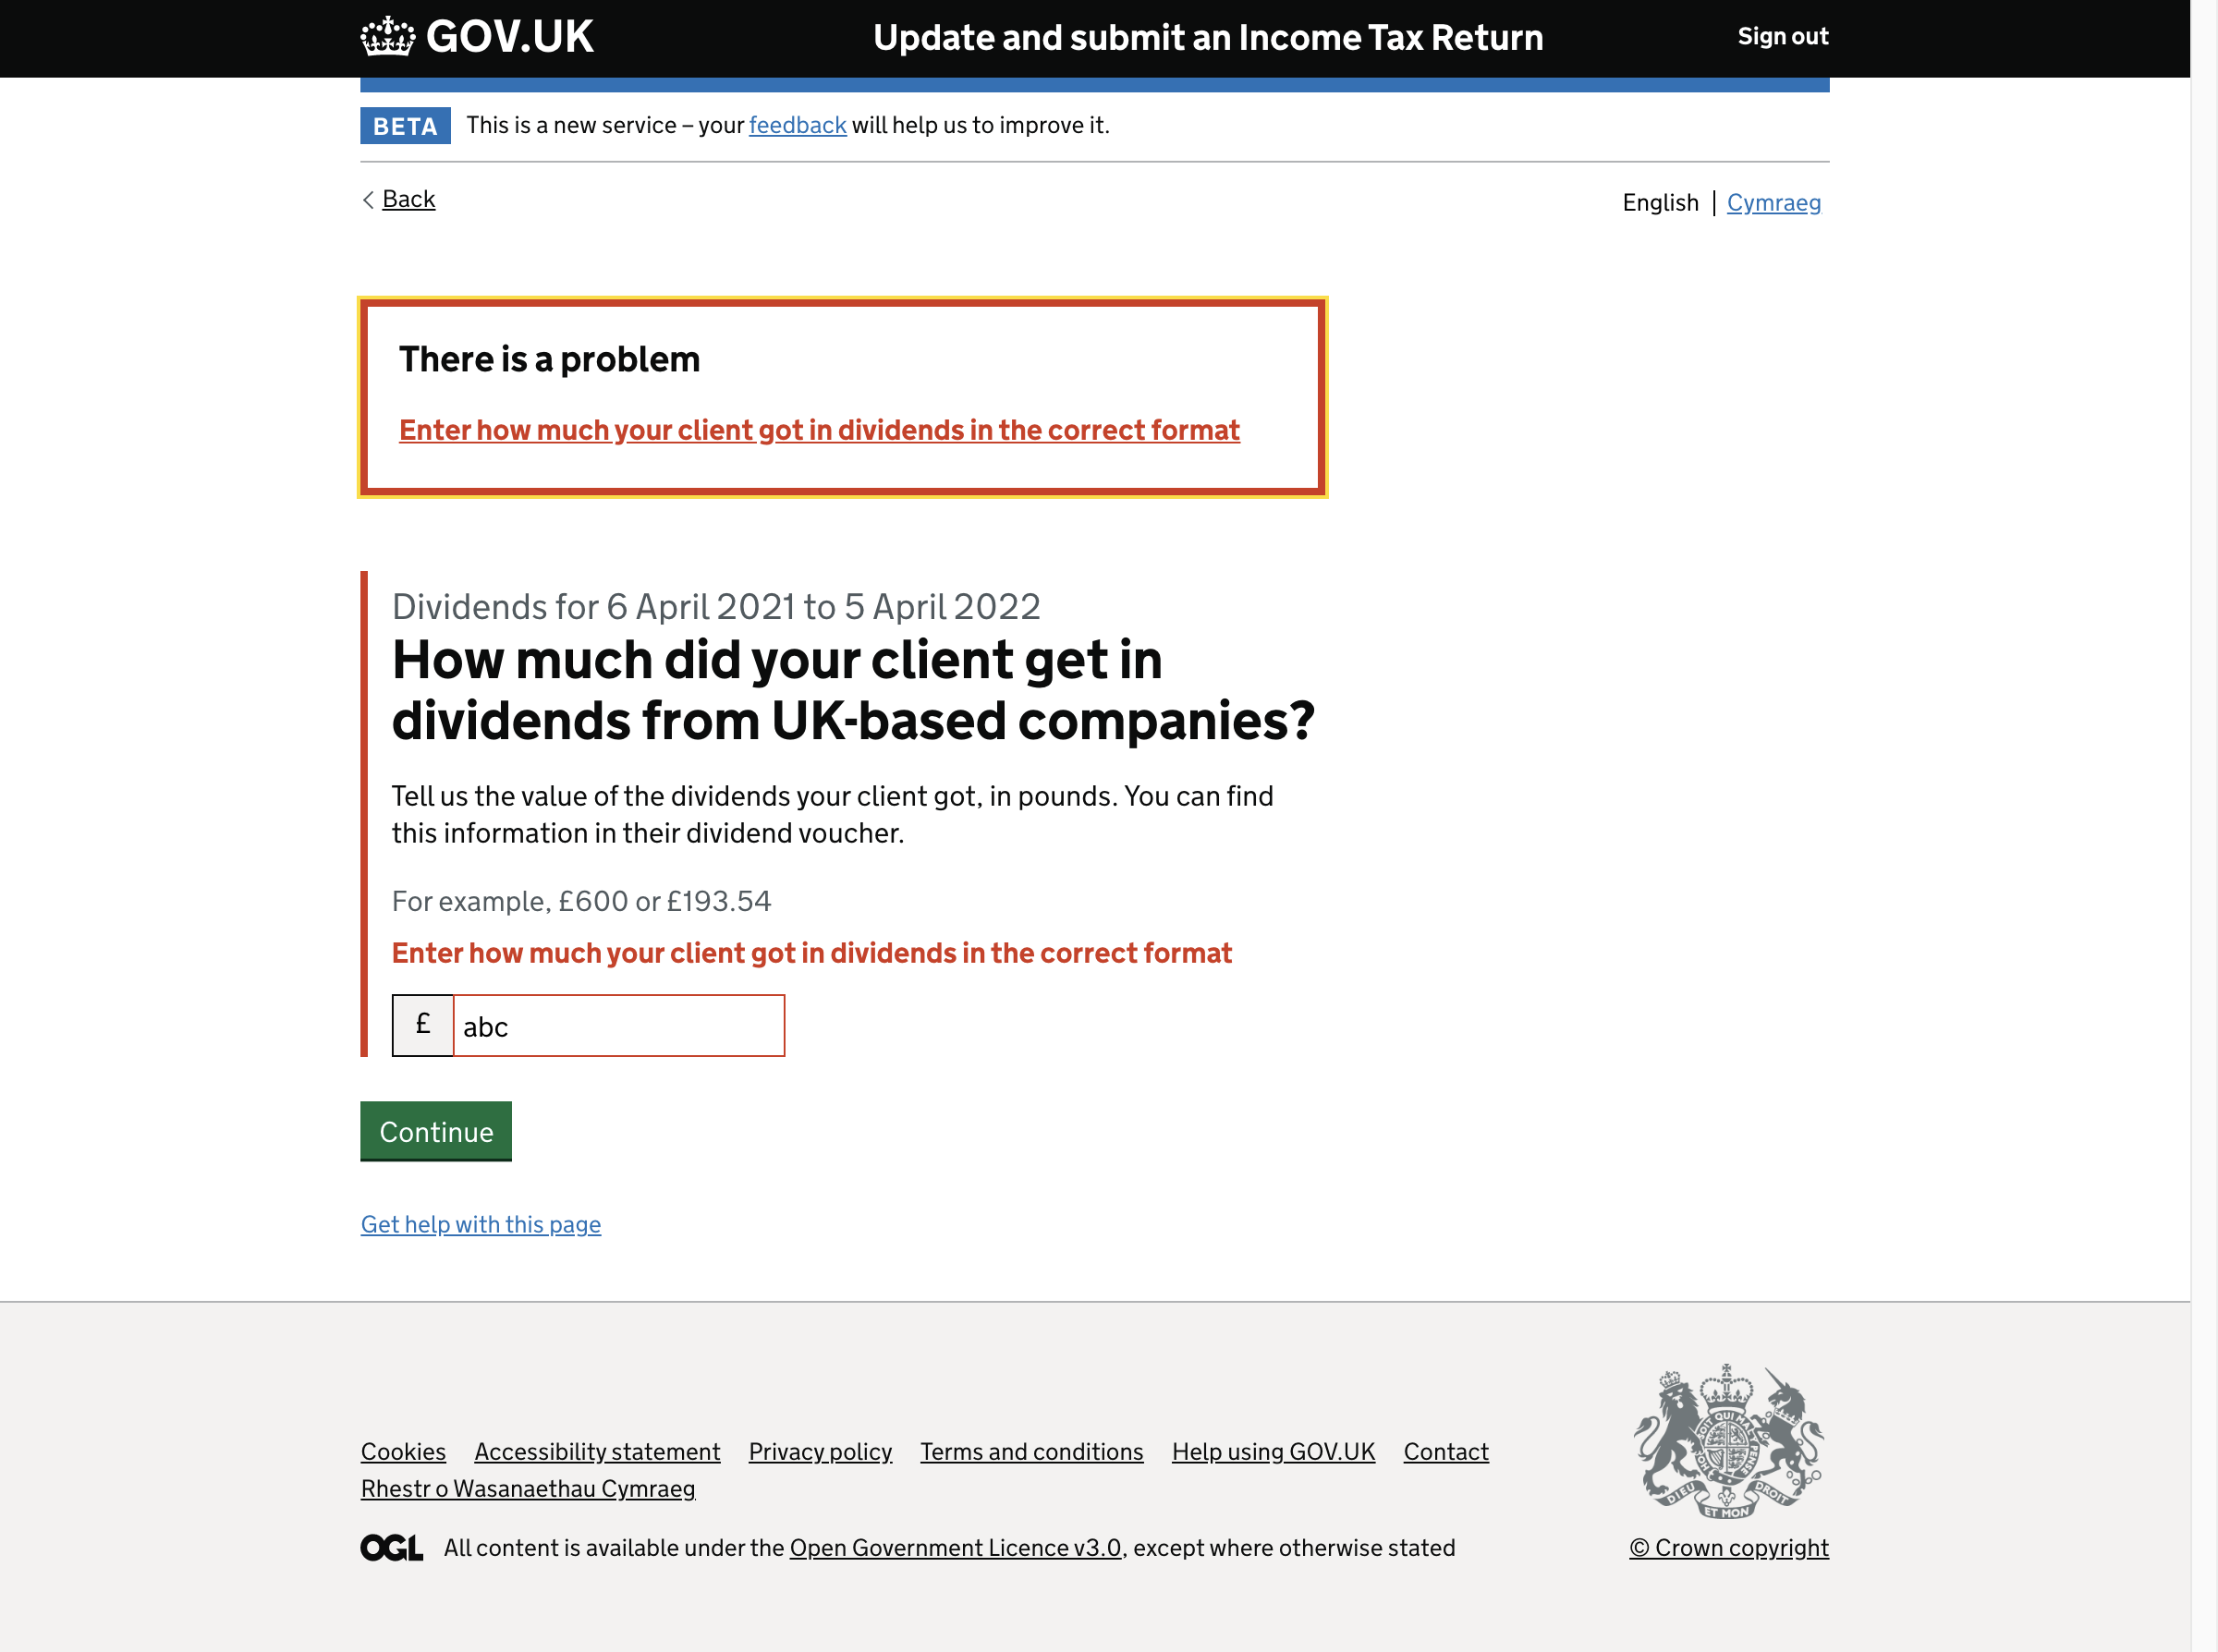 GOV.UK
Update and submit an Income Tax Return
Sign out
BETA
This is a new service – your feedback will help us to improve it.
Back
English | Cymraeg
There is a problem
Enter how much your client got in dividends in the correct format
Dividends for 6 April 2021 to 5 April 2022
How much did your client get in
dividends from UK-based companies?
Tell us the value of the dividends your client got, in pounds. You can find
this information in their dividend voucher.
For example, £600 or £193.54
Enter how much your client got in dividends in the correct format
£ abc
Continue
Get help with this page
Cookies Accessibility statement Privacy policy Terms and conditions Help using GOV.UK Contact
Rhestr o Wasanaethau Cymraeg
DIEU ET MON DROIT
OGL All content is available under the Open Government Licence v3.0, except where otherwise stated
© Crown copyright